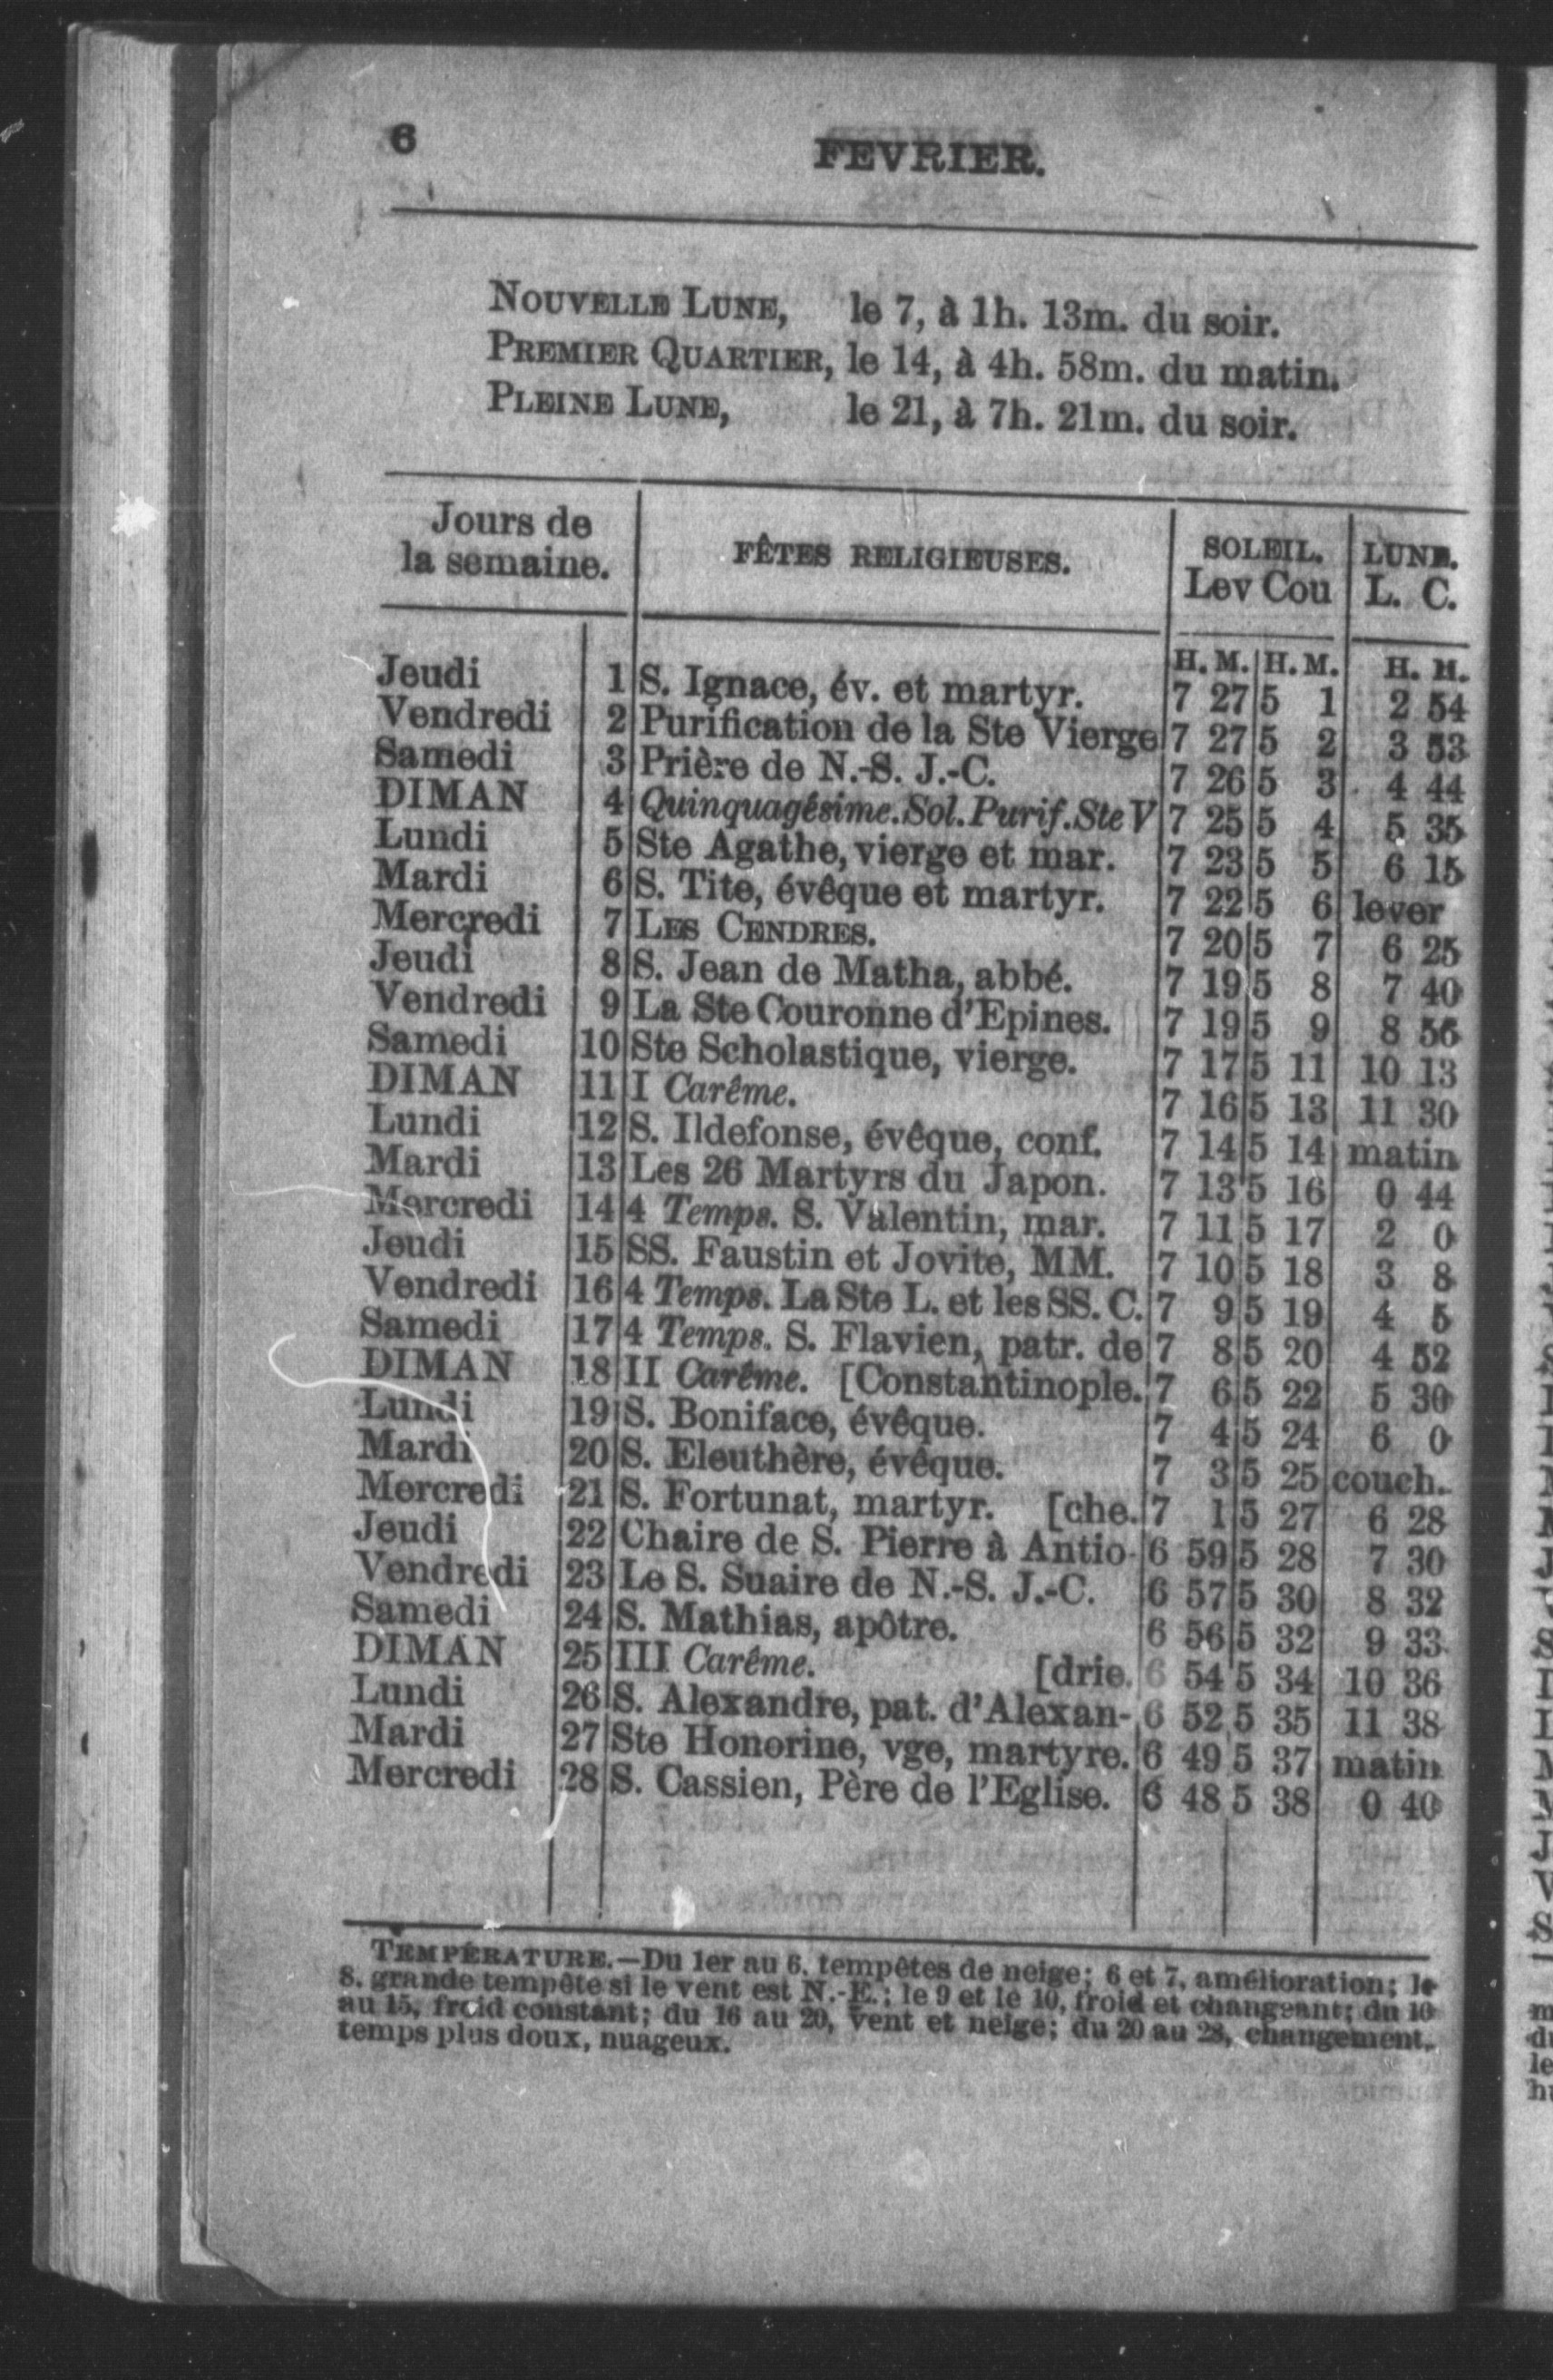 6
FEVRIER.
NOUVELLE LUNE, le 7, à 1h. 13m. du soir.
PREMIER QUARTIER, le 14, à 4h. 58m. du matin.
PLEINE LUNE, le 21, à 7h. 21m. du soir.
Jours de la semaine. FÊTES RELIGIEUSES. SOLEIL. LUNE.
Lev Cou L. C.
H. M. H. M. H. M.
Jeudi 1 S. Ignace, év. et martyr. 7 27 5 1 2 54
Vendredi 2 Purification de la Ste Vierge 7 27 5 2 3 53
Samedi 3 Prière de N.-S. J.-C. 7 26 5 3 4 44
DIMAN 4 Quinquagésime. Sol. Purif. Ste V 7 25 5 4 5 35
Lundi 5 Ste Agathe, vierge et mar. 7 23 5 5 6 15
Mardi 6 S. Tite, évêque et martyr. 7 22 5 6 lever
Mercredi 7 LES CENDRES. 7 20 5 7 6 25
Jeudi 8 S. Jean de Matha, abbé. 7 19 5 8 7 40
Vendredi 9 La Ste Couronne d'Epines. 7 19 5 9 8 56
Samedi 10 Ste Scholastique, vierge. 7 17 5 11 10 13
DIMAN 11 I Carême. 7 16 5 13 11 30
Lundi 12 S. Ildefonse, évêque, conf. 7 14 5 14 matin
Mardi 13 Les 26 Martyrs du Japon. 7 13 5 16 0 44
Mercredi 14 4 Temps. S. Valentin, mar. 7 11 5 17 2 0
Jeudi 15 SS. Faustin et Jovite, MM. 7 10 5 18 3 8
Vendredi 16 4 Temps. La Ste L. et les SS. C. 7 9 5 19 4 5
Samedi 17 4 Temps. S. Flavien, patr. de 7 8 5 20 4 52
DIMAN 18 II Carême. [Constantinople. 7 6 5 22 5 30
Lundi 19 S. Boniface, évêque. 7 4 5 24 6 0
Mardi 20 S. Eleuthère, évêque. 7 3 5 25 couch.
Mercredi 21 S. Fortunat, martyr. [che. 7 1 5 27 6 28
Jeudi 22 Chaire de S. Pierre à Antio- 6 59 5 28 7 30
Vendredi 23 Le S. Suaire de N.-S. J.-C. 6 57 5 30 8 32
Samedi 24 S. Mathias, apôtre. 6 56 5 32 9 33
DIMAN 25 III Carême. [drie. 6 54 5 34 10 36
Lundi 26 S. Alexandre, pat. d'Alexan- 6 52 5 35 11 38
Mardi 27 Ste Honorine, vge, martyre. 6 49 5 37 matin
Mercredi 28 S. Cassien, Père de l'Eglise. 6 48 5 38 0 40
TEMPÉRATURE.—Du 1er au 6. tempêtes de neige; 6 et 7, amélioration; le
8. grande tempête si le vent est N.-E.; le 9 et le 10, froid et changeant; du 10
au 15, froid constant; du 16 au 20, vent et neige; du 20 au 28, changement,
temps plus doux, nuageux.